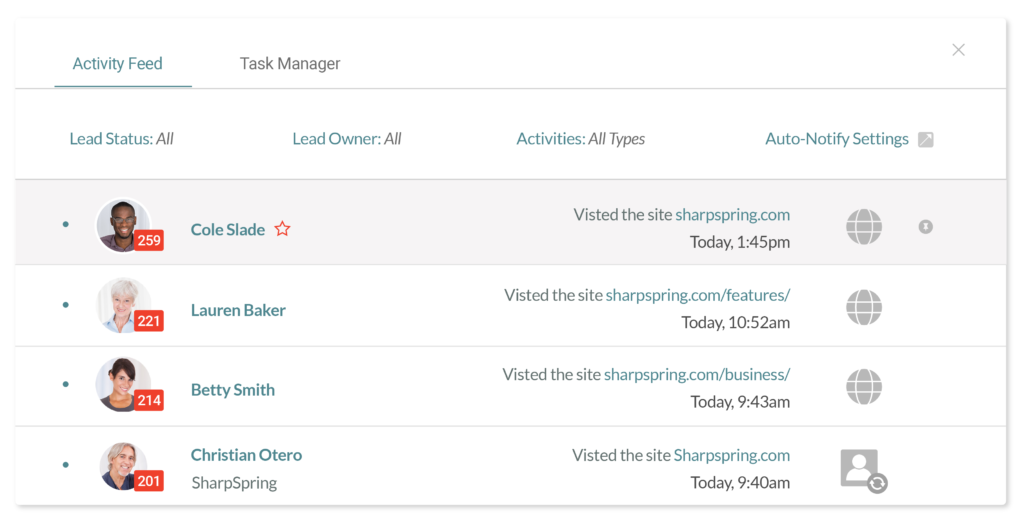 Activity Feed Task Manager
Lead Status: All Lead Owner: All Activities: All Types Auto-Notify Settings
259 Cole Slade Visted the site sharpspring.com
Today, 1:45pm
221 Lauren Baker Visted the site sharpspring.com/features/
Today, 10:52am
214 Betty Smith Visted the site sharpspring.com/business/
Today, 9:43am
201 Christian Otero Visted the site Sharpspring.com
SharpSpring Today, 9:40am